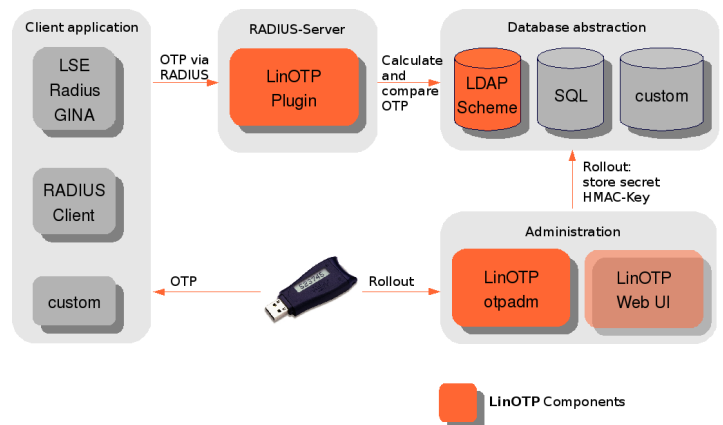 Client application
LSE
Radius
GINA
RADIUS
Client
custom
OTP via
RADIUS
RADIUS-Server
LinOTP
Plugin
Calculate
and
compare
OTP
Database abstraction
LDAP
Scheme
SQL
custom
Rollout:
store secret
HMAC-Key
Administration
LinOTP
otpadm
LinOTP
Web UI
OTP
Rollout
LinOTP Components